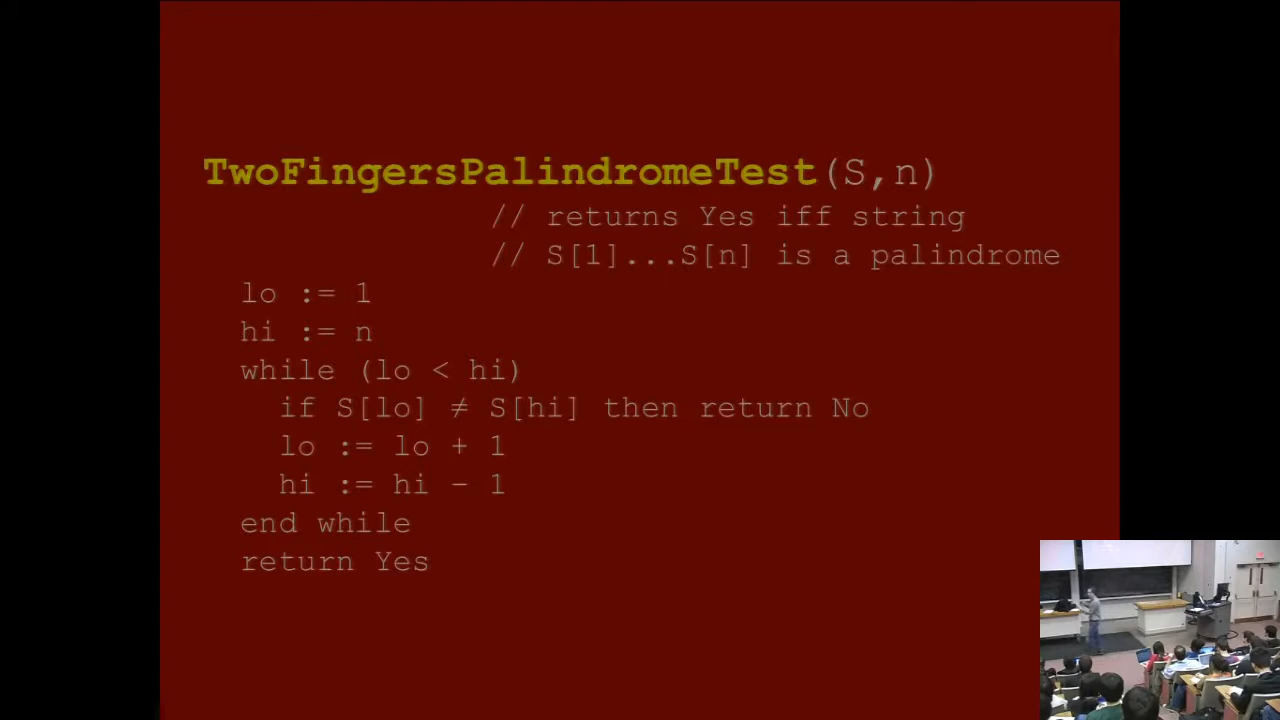 TwoFingersPalindromeTest(S,n)
// returns Yes iff string
// S[1]...S[n] is a palindrome
lo := 1
hi := n
while (lo < hi)
if S[lo] ≠ S[hi] then return No
lo := lo + 1
hi := hi - 1
end while
return Yes